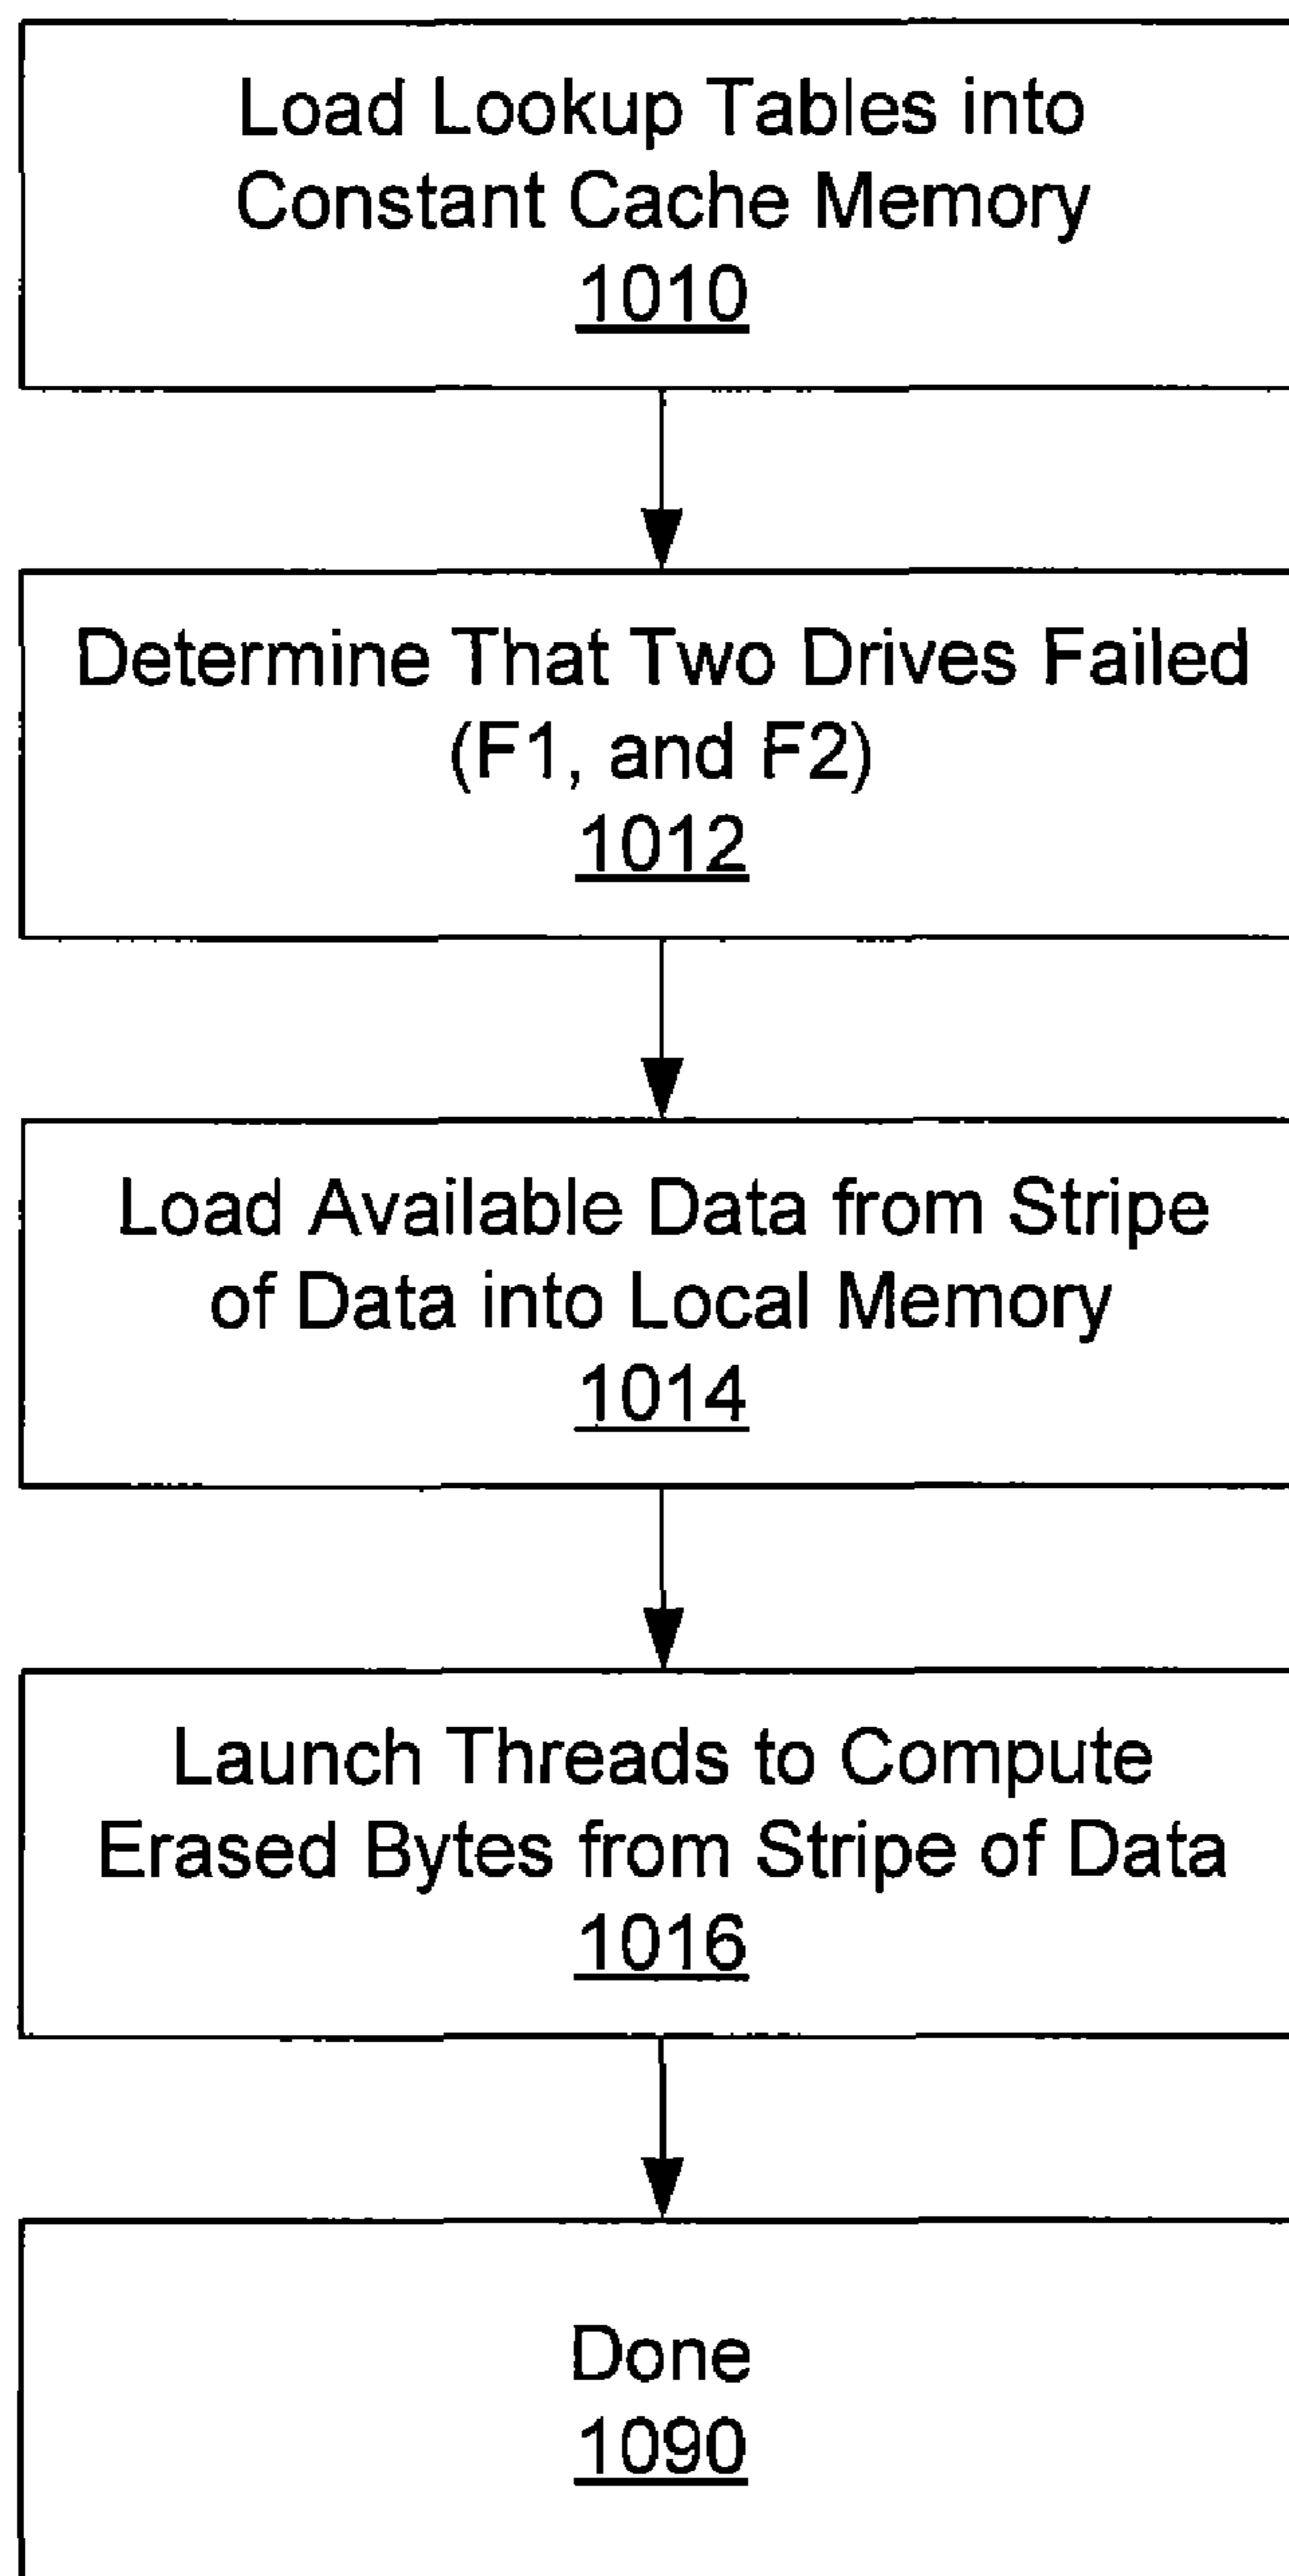 Load Lookup Tables into
Constant Cache Memory
1010
Determine That Two Drives Failed
(F1, and F2)
1012
Load Available Data from Stripe
of Data into Local Memory
1014
Launch Threads to Compute
Erased Bytes from Stripe of Data
1016
Done
1090